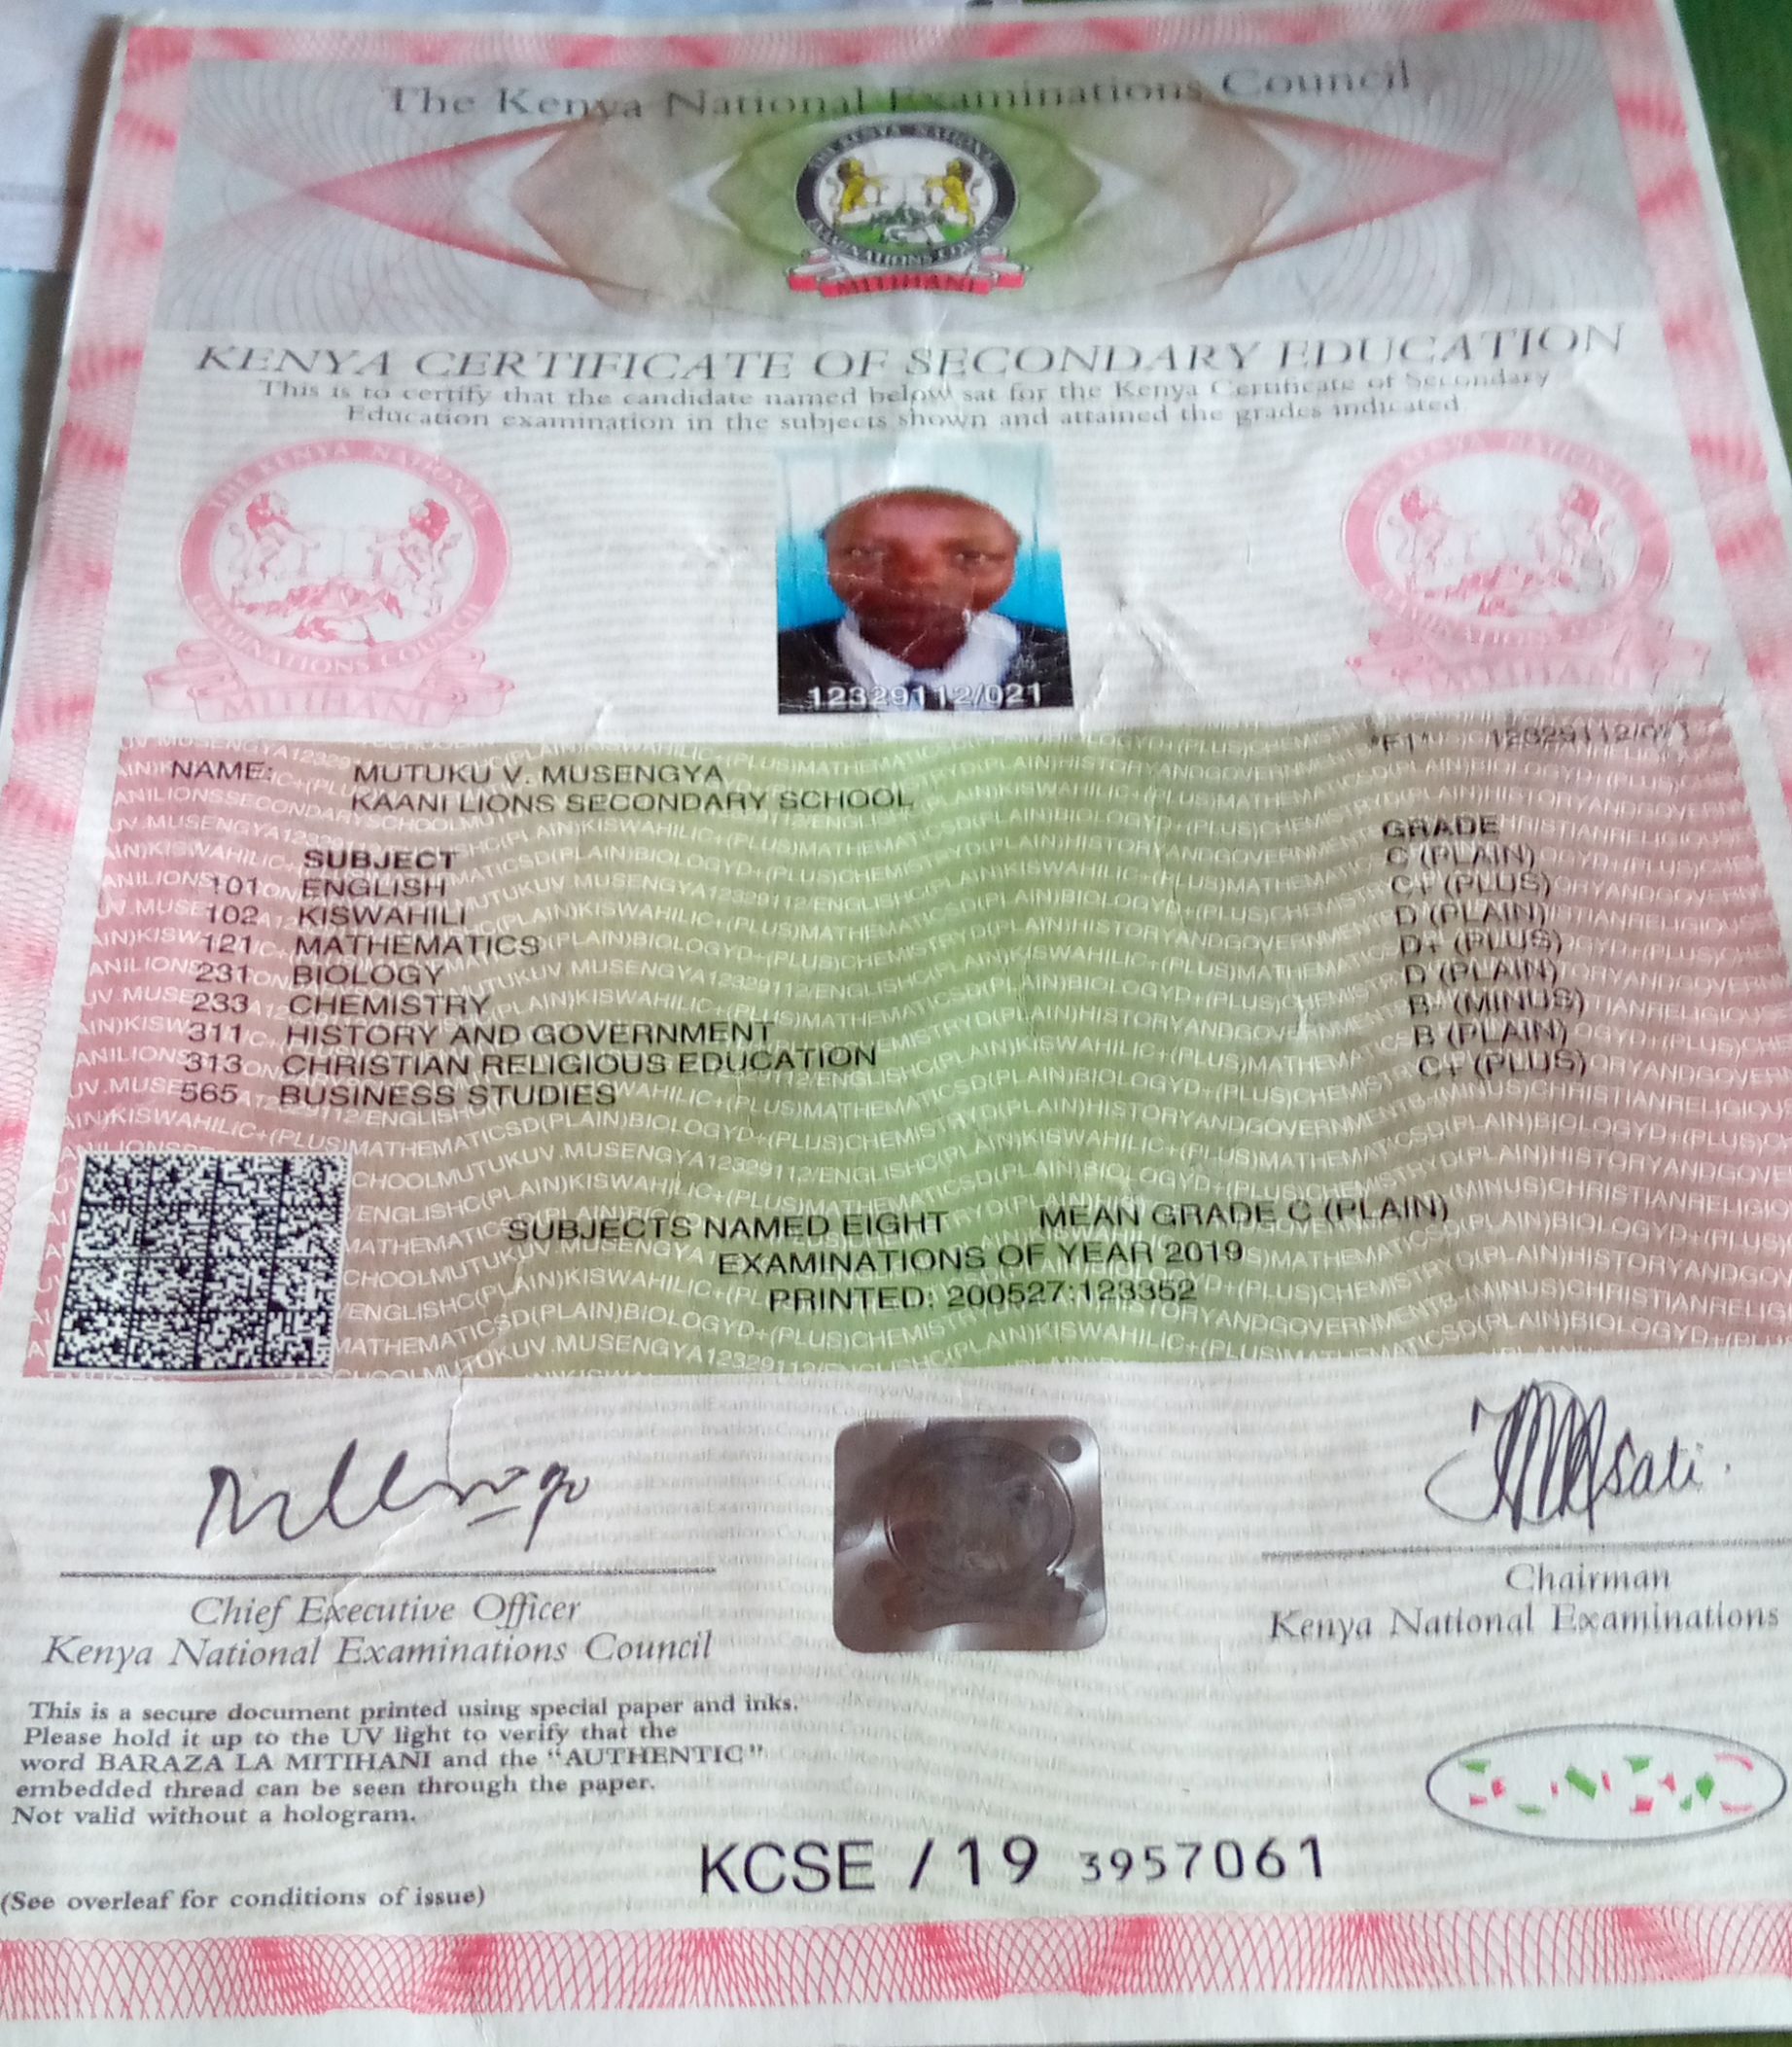 The Kenya National Examinations Council
THE KENYA NATIONAL
EXAMINATIONS COUNCIL
MITIHANI
KENYA CERTIFICATE OF SECONDARY EDUCATION
This is to certify that the candidate named below sat for the Kenya Certificate of Secondary
Education examination in the subjects shown and attained the grades indicated
THE KENYA NATIONAL
EXAMINATIONS COUNCIL
MITIHANI
THE KENYA NATIONAL
EXAMINATIONS COUNCIL
MITIHANI
12329112/021
*F1* 12329112/021
NAME: MUTUKU V. MUSENGYA
KAANI LIONS SECONDARY SCHOOL
SUBJECT GRADE
101 ENGLISH C (PLAIN)
102 KISWAHILI C+ (PLUS)
121 MATHEMATICS D (PLAIN)
231 BIOLOGY D+ (PLUS)
233 CHEMISTRY D (PLAIN)
311 HISTORY AND GOVERNMENT B- (MINUS)
313 CHRISTIAN RELIGIOUS EDUCATION B (PLAIN)
565 BUSINESS STUDIES C+ (PLUS)
SUBJECTS NAMED EIGHT MEAN GRADE C (PLAIN)
EXAMINATIONS OF YEAR 2019
PRINTED: 200527:123352
Chief Executive Officer
Kenya National Examinations Council
Chairman
Kenya National Examinations
This is a secure document printed using special paper and inks.
Please hold it up to the UV light to verify that the
word BARAZA LA MITIHANI and the "AUTHENTIC"
embedded thread can be seen through the paper.
Not valid without a hologram.
KCSE / 19 3957061
(See overleaf for conditions of issue)